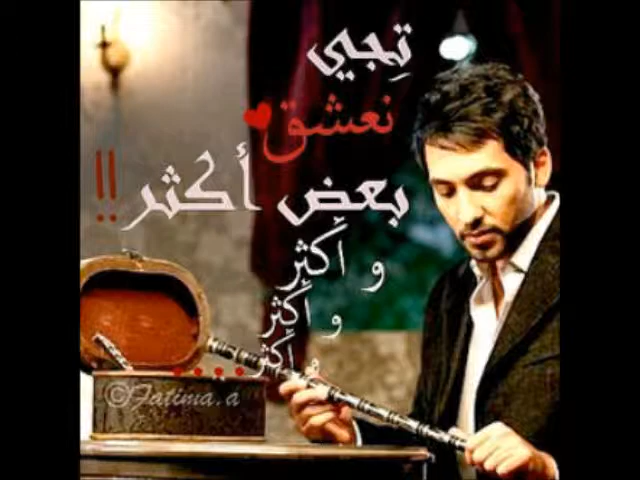 تِجي
نعشق
بعض أكثر !!
و أكثر
و أكثر
و أكثر....
©Fatima.a